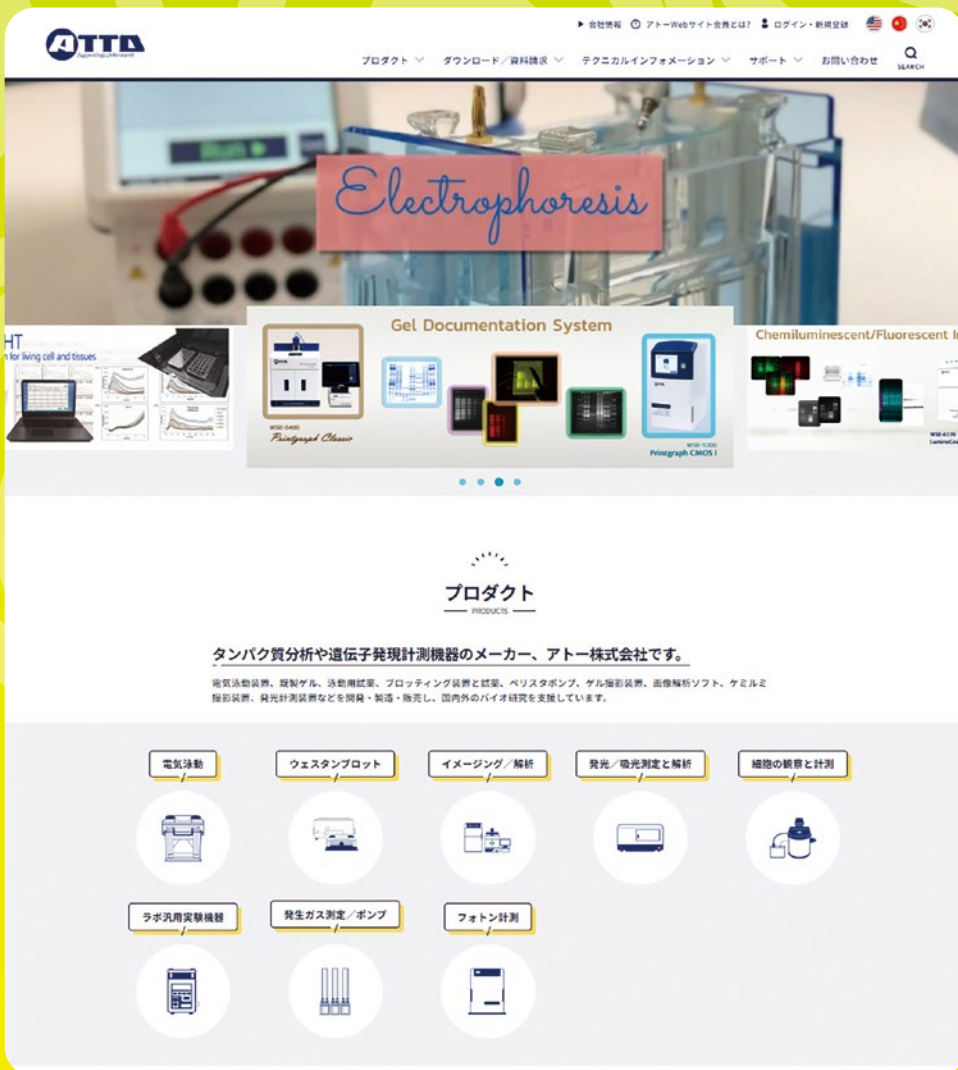 ▶ 会社情報 アトーWebサイト会員とは? ログイン・新規登録
ATTO
プロダクト ダウンロード/資料請求 テクニカルインフォメーション サポート お問い合わせ SEARCH
Run
Electrophoresis
HT
n for living cell and tissues
Gel Documentation System
WSE-5400
Printgraph Classic
WSE-5300
Printgraph CMOS I
Chemiluminescent/Fluorescent I
プロダクト
PRODUCTS
タンパク質分析や遺伝子発現計測機器のメーカー、アトー株式会社です。
電気泳動装置、既製ゲル、泳動用試薬、ブロッティング装置と試薬、ペリスタポンプ、ゲル撮影装置、画像解析ソフト、ケミルミ
撮影装置、発光計測装置などを開発・製造・販売し、国内外のバイオ研究を支援しています。
電気泳動 ウェスタンブロット イメージング/解析 発光/吸光測定と解析 細胞の観察と計測
ラボ汎用実験機器 発生ガス測定/ポンプ フォトン計測